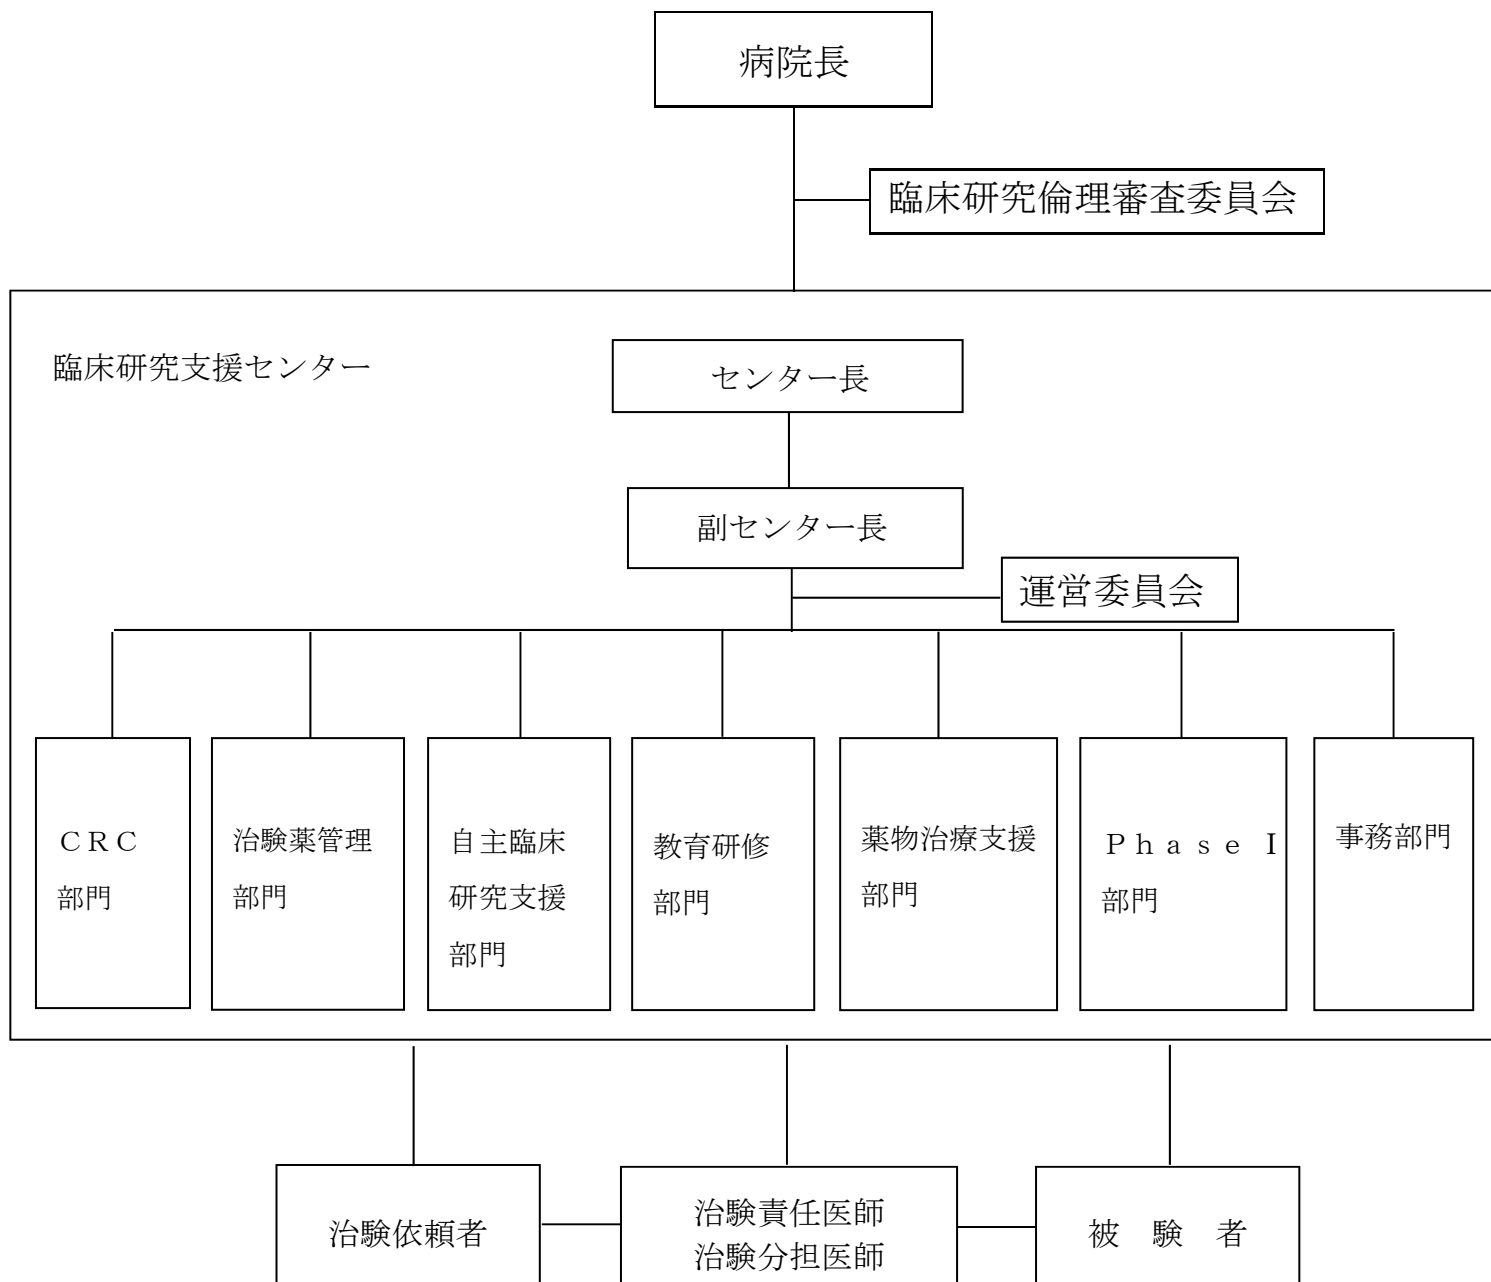 病院長
臨床研究倫理審査委員会
臨床研究支援センター
センター長
副センター長
運営委員会
ＣＲＣ
部門
治験薬管理
部門
自主臨床
研究支援
部門
教育研修
部門
薬物治療支援
部門
Ｐｈａｓｅ Ⅰ
部門
事務部門
治験依頼者
治験責任医師
治験分担医師
被　験　者